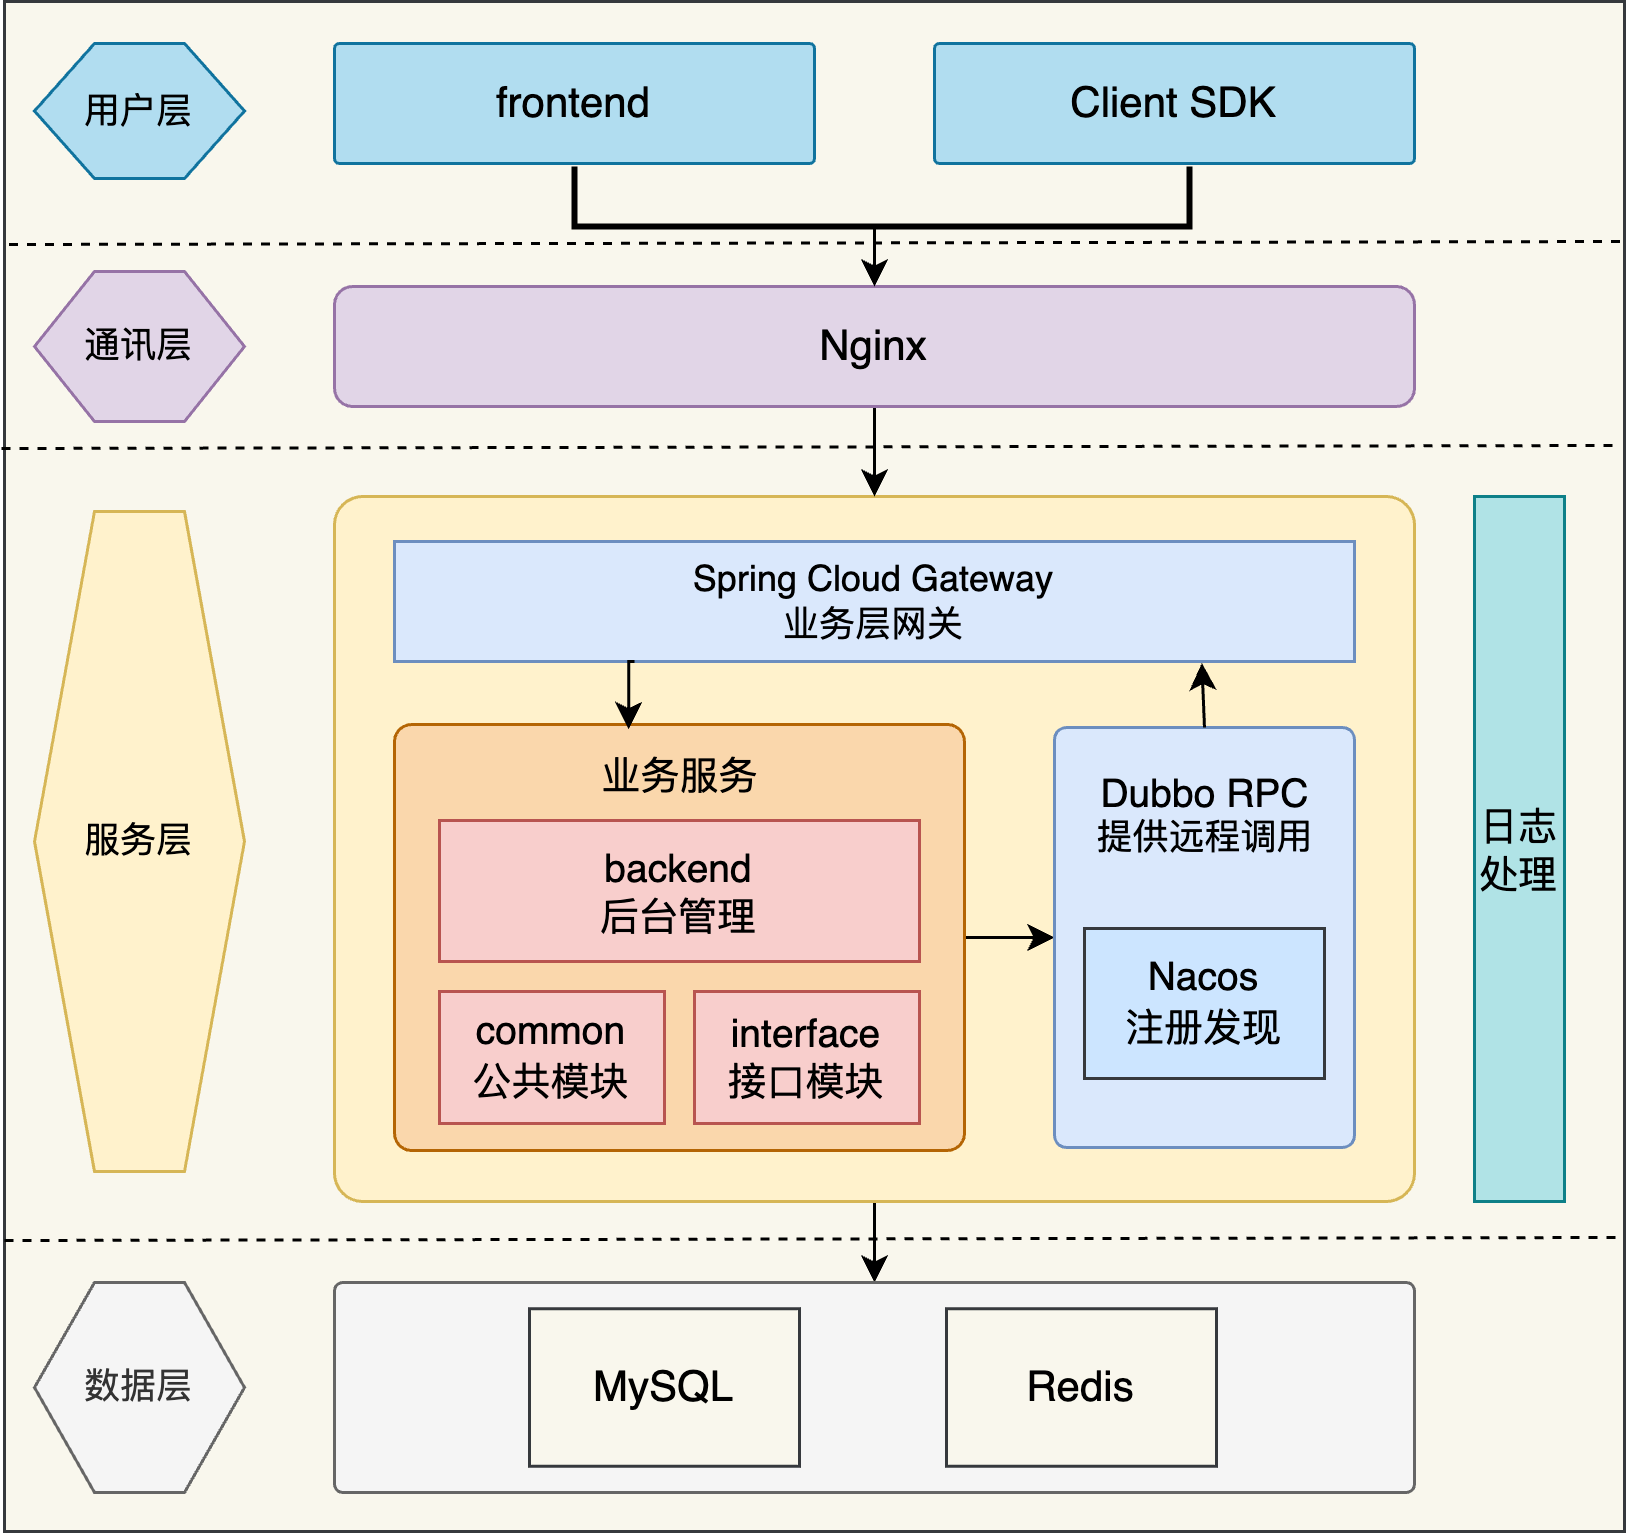 用户层
frontend
Client SDK
通讯层
Nginx
服务层
Spring Cloud Gateway
业务层网关
业务服务
backend
后台管理
common
公共模块
interface
接口模块
Dubbo RPC
提供远程调用
Nacos
注册发现
日志
处理
数据层
MySQL
Redis